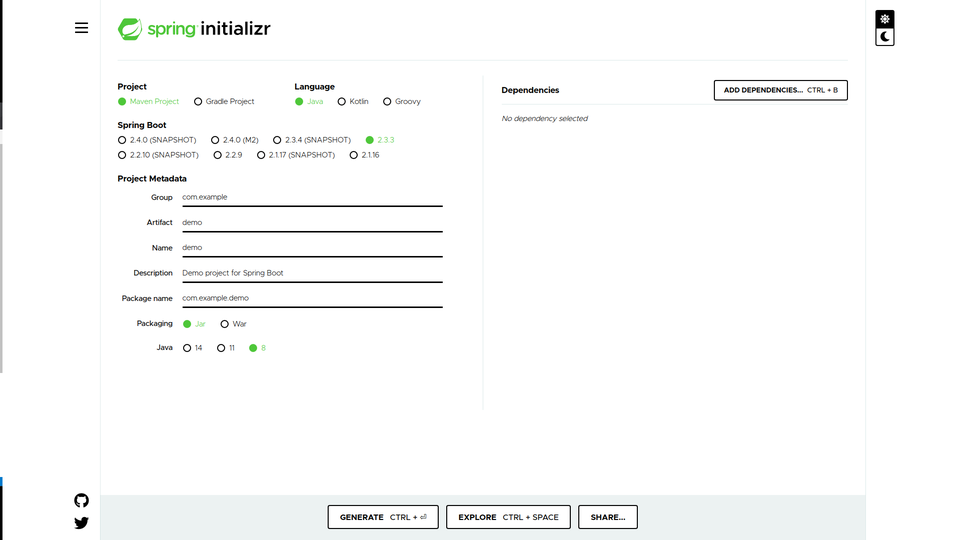 spring initializr
Project
Maven Project Gradle Project
Language
Java Kotlin Groovy
Spring Boot
2.4.0 (SNAPSHOT) 2.4.0 (M2) 2.3.4 (SNAPSHOT) 2.3.3
2.2.10 (SNAPSHOT) 2.2.9 2.1.17 (SNAPSHOT) 2.1.16
Project Metadata
Group com.example
Artifact demo
Name demo
Description Demo project for Spring Boot
Package name com.example.demo
Packaging Jar War
Java 14 11 8
Dependencies ADD DEPENDENCIES... CTRL + B
No dependency selected
GENERATE CTRL + ⏎ EXPLORE CTRL + SPACE SHARE...